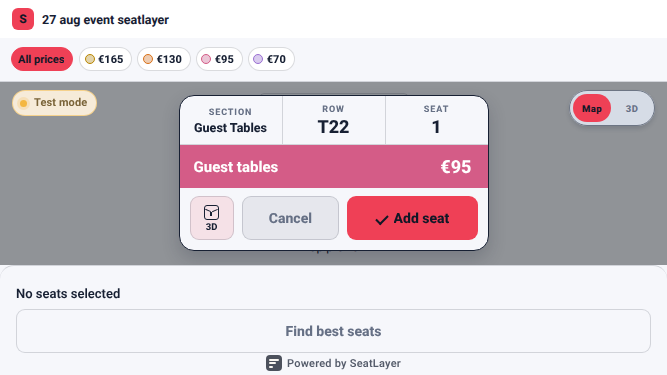 S 27 aug event seatlayer
All prices €165 €130 €95 €70
Test mode
Map 3D
SECTION ROW SEAT
Guest Tables T22 1
Guest tables €95
3D Cancel Add seat
No seats selected
Find best seats
Powered by SeatLayer